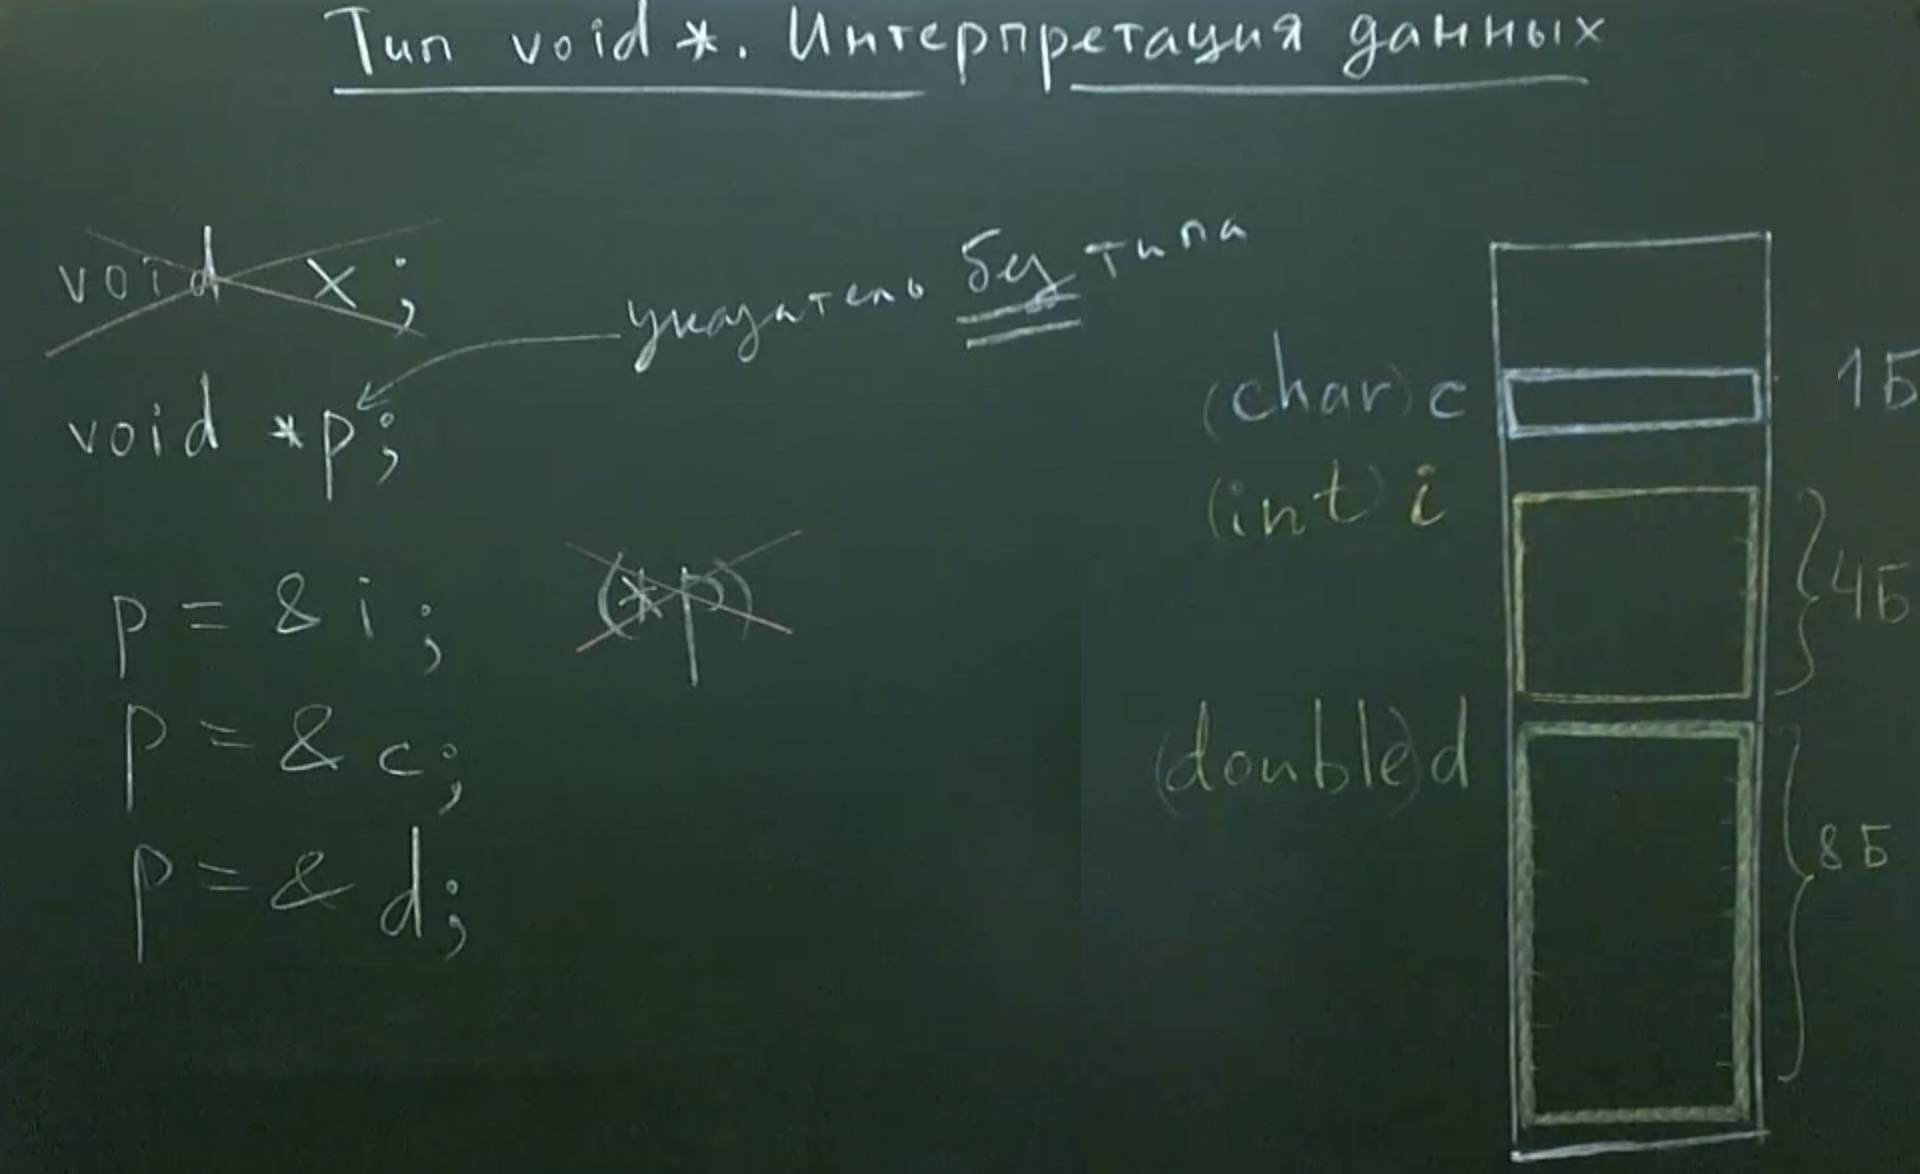 Тип void *. Интерпретация данных
void x;
указатель без типа
void *p;
p = & i;
(*p)
p = & c;
p = & d;
(char) c
1Б
(int) i
4Б
(double) d
8Б